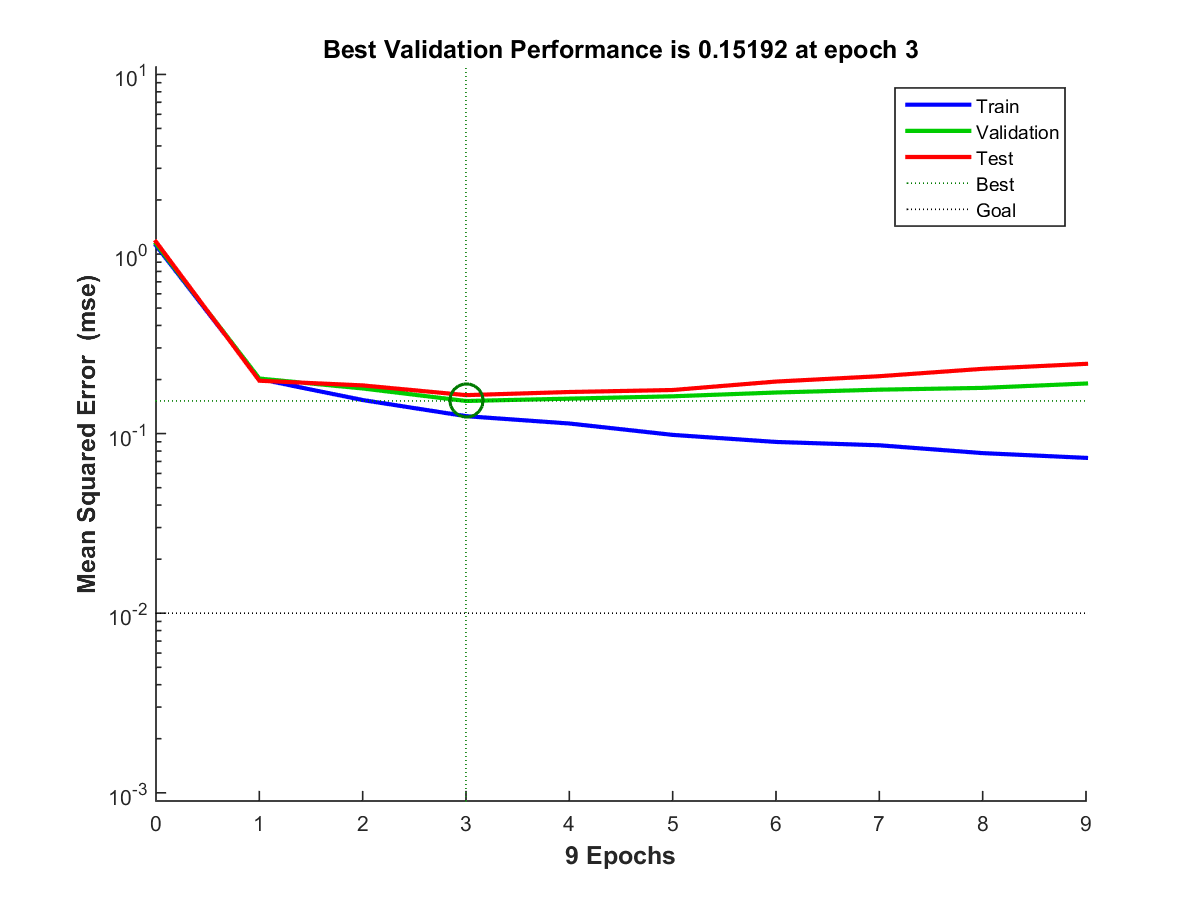 Best Validation Performance is 0.15192 at epoch 3
10^1
10^0
10^-1
10^-2
10^-3
Mean Squared Error (mse)
Train
Validation
Test
Best
Goal
0 1 2 3 4 5 6 7 8 9
9 Epochs